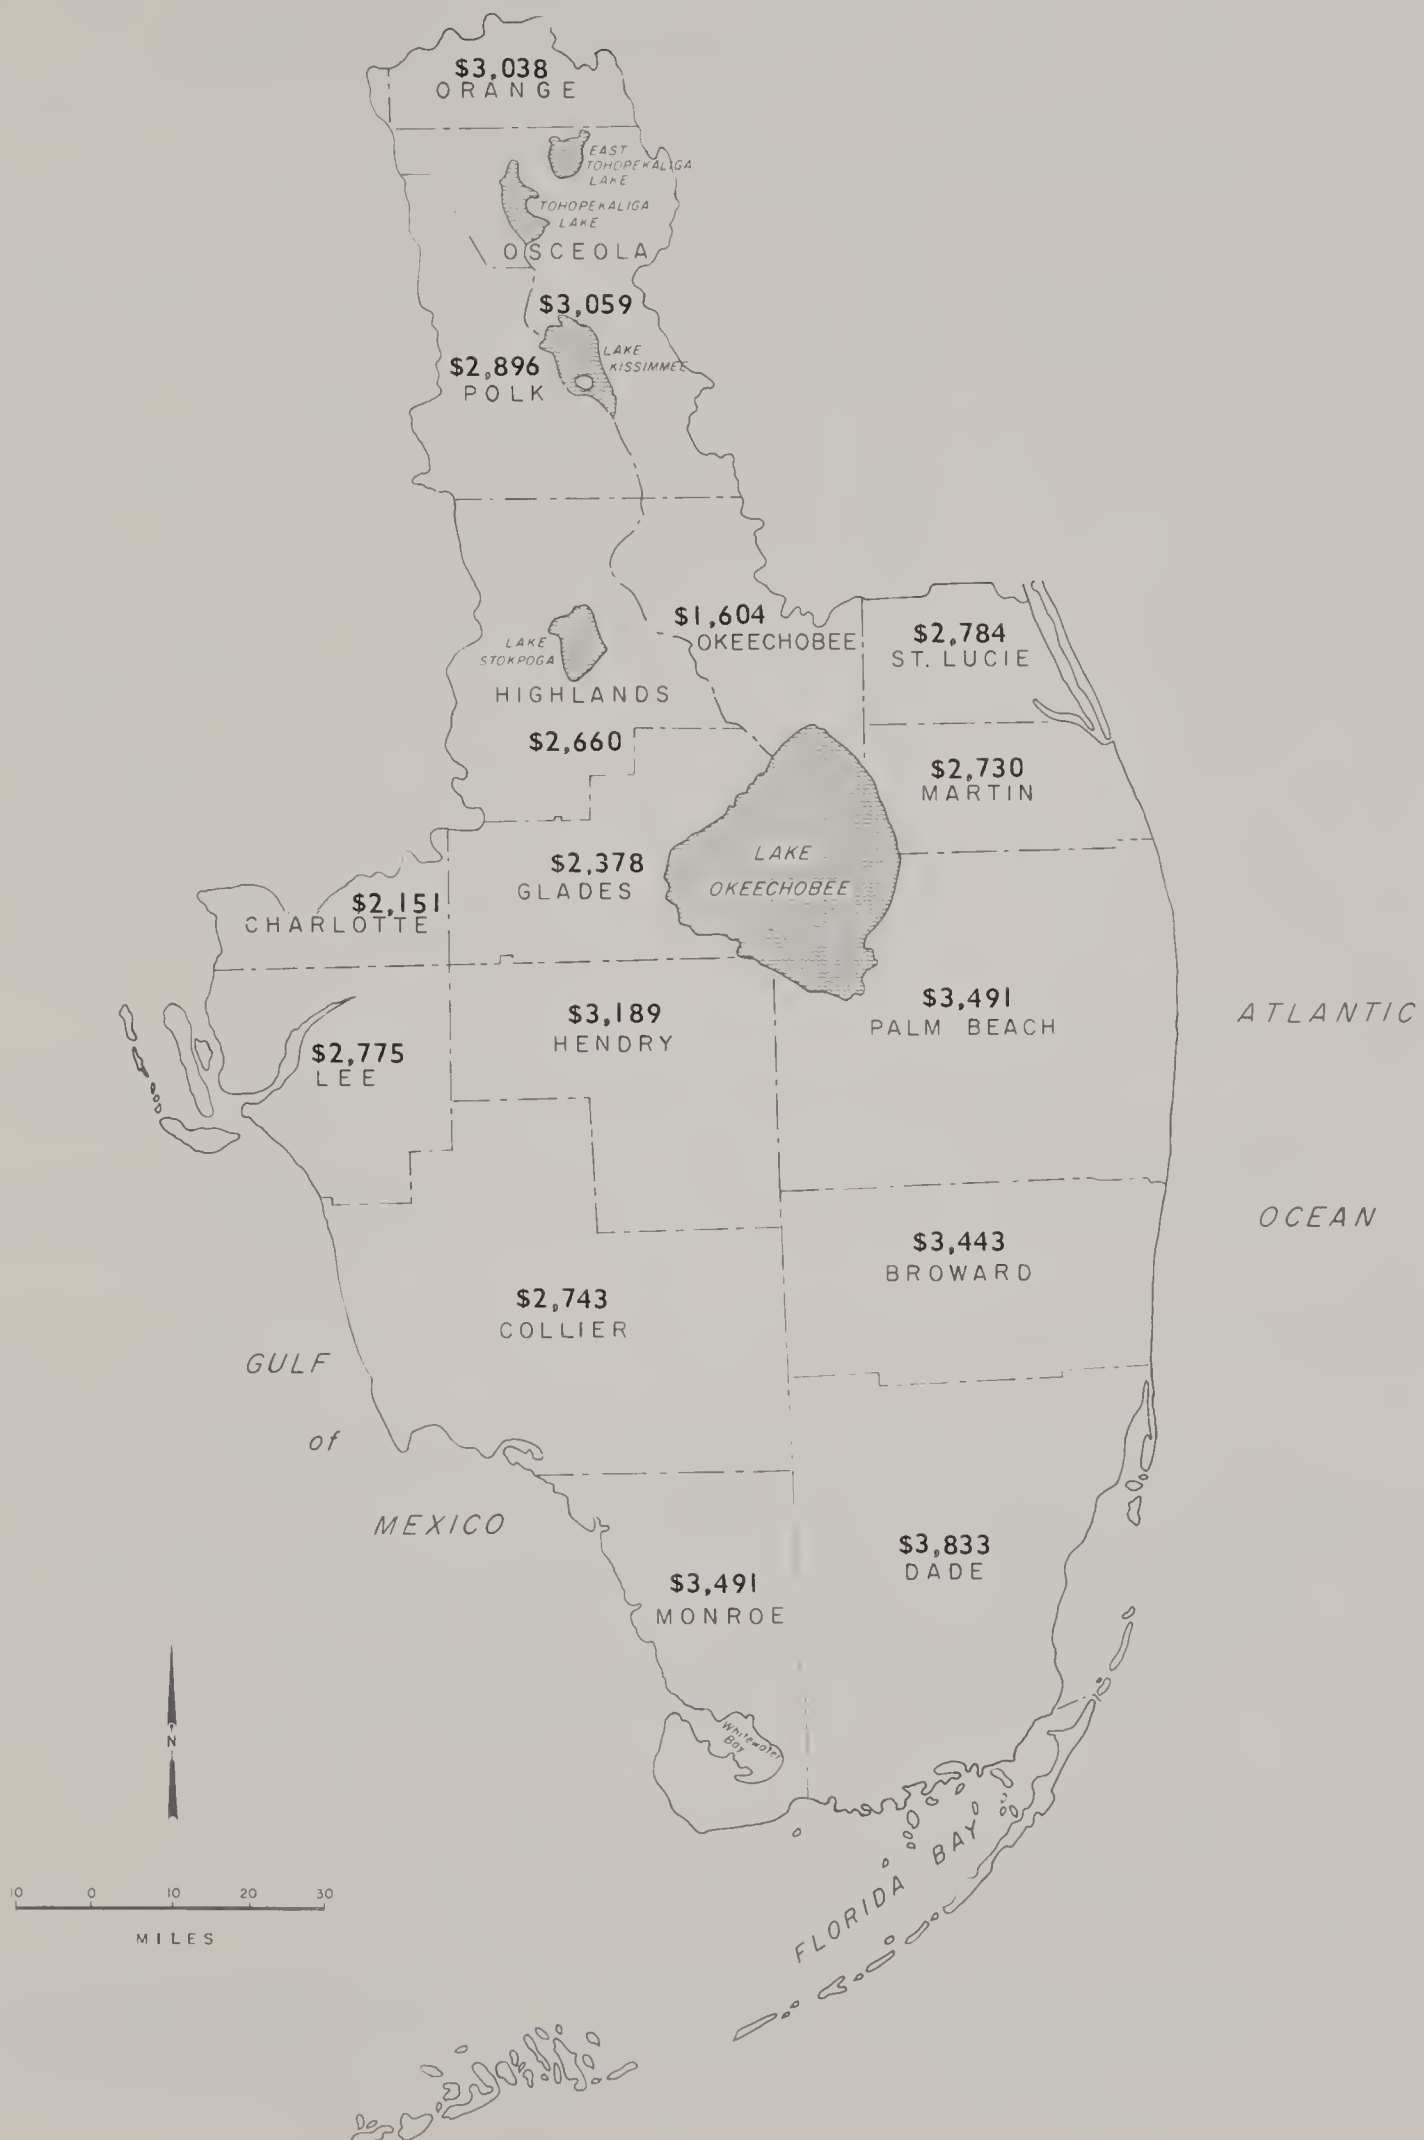 $3,038
ORANGE
EAST
TOHOPEKALIGA
LAKE
TOHOPEKALIGA
LAKE
OSCEOLA
$3,059
LAKE
KISSIMMEE
$2,896
POLK
$1,604
OKEECHOBEE
$2,784
ST. LUCIE
LAKE
STOKPOGA
HIGHLANDS
$2,660
$2,730
MARTIN
LAKE
OKEECHOBEE
$2,378
GLADES
$2,151
CHARLOTTE
$3,491
PALM BEACH
ATLANTIC
$3,189
HENDRY
$2,775
LEE
OCEAN
$3,443
BROWARD
$2,743
COLLIER
GULF
of
MEXICO
$3,833
DADE
$3,491
MONROE
Whitewater
Bay
N
FLORIDA BAY
10 0 10 20 30
MILES